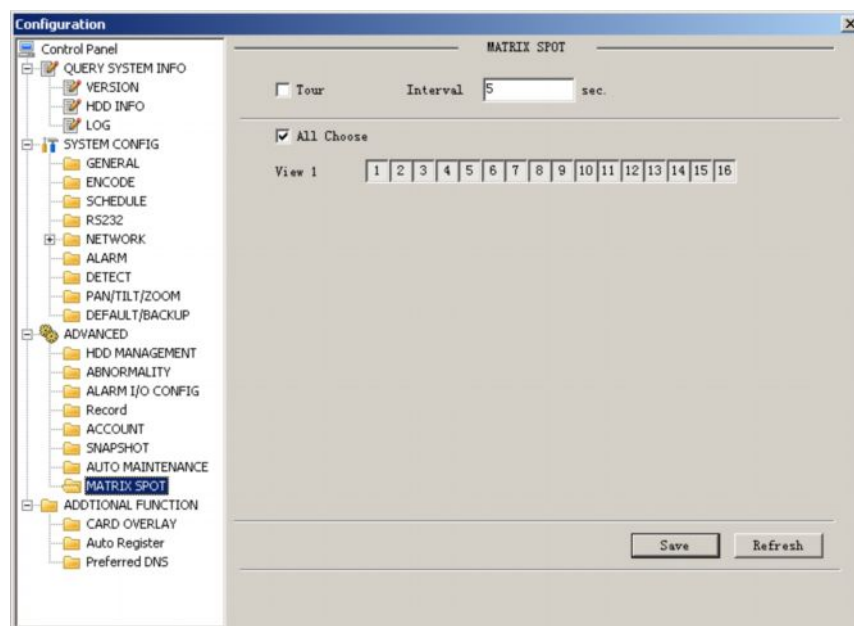 Configuration
Control Panel
QUERY SYSTEM INFO
VERSION
HDD INFO
LOG
SYSTEM CONFIG
GENERAL
ENCODE
SCHEDULE
RS232
NETWORK
ALARM
DETECT
PAN/TILT/ZOOM
DEFAULT/BACKUP
ADVANCED
HDD MANAGEMENT
ABNORMALITY
ALARM I/O CONFIG
Record
ACCOUNT
SNAPSHOT
AUTO MAINTENANCE
MATRIX SPOT
ADDTIONAL FUNCTION
CARD OVERLAY
Auto Register
Preferred DNS
MATRIX SPOT
Tour Interval 5 sec.
All Choose
View 1 1 2 3 4 5 6 7 8 9 10 11 12 13 14 15 16
Save Refresh